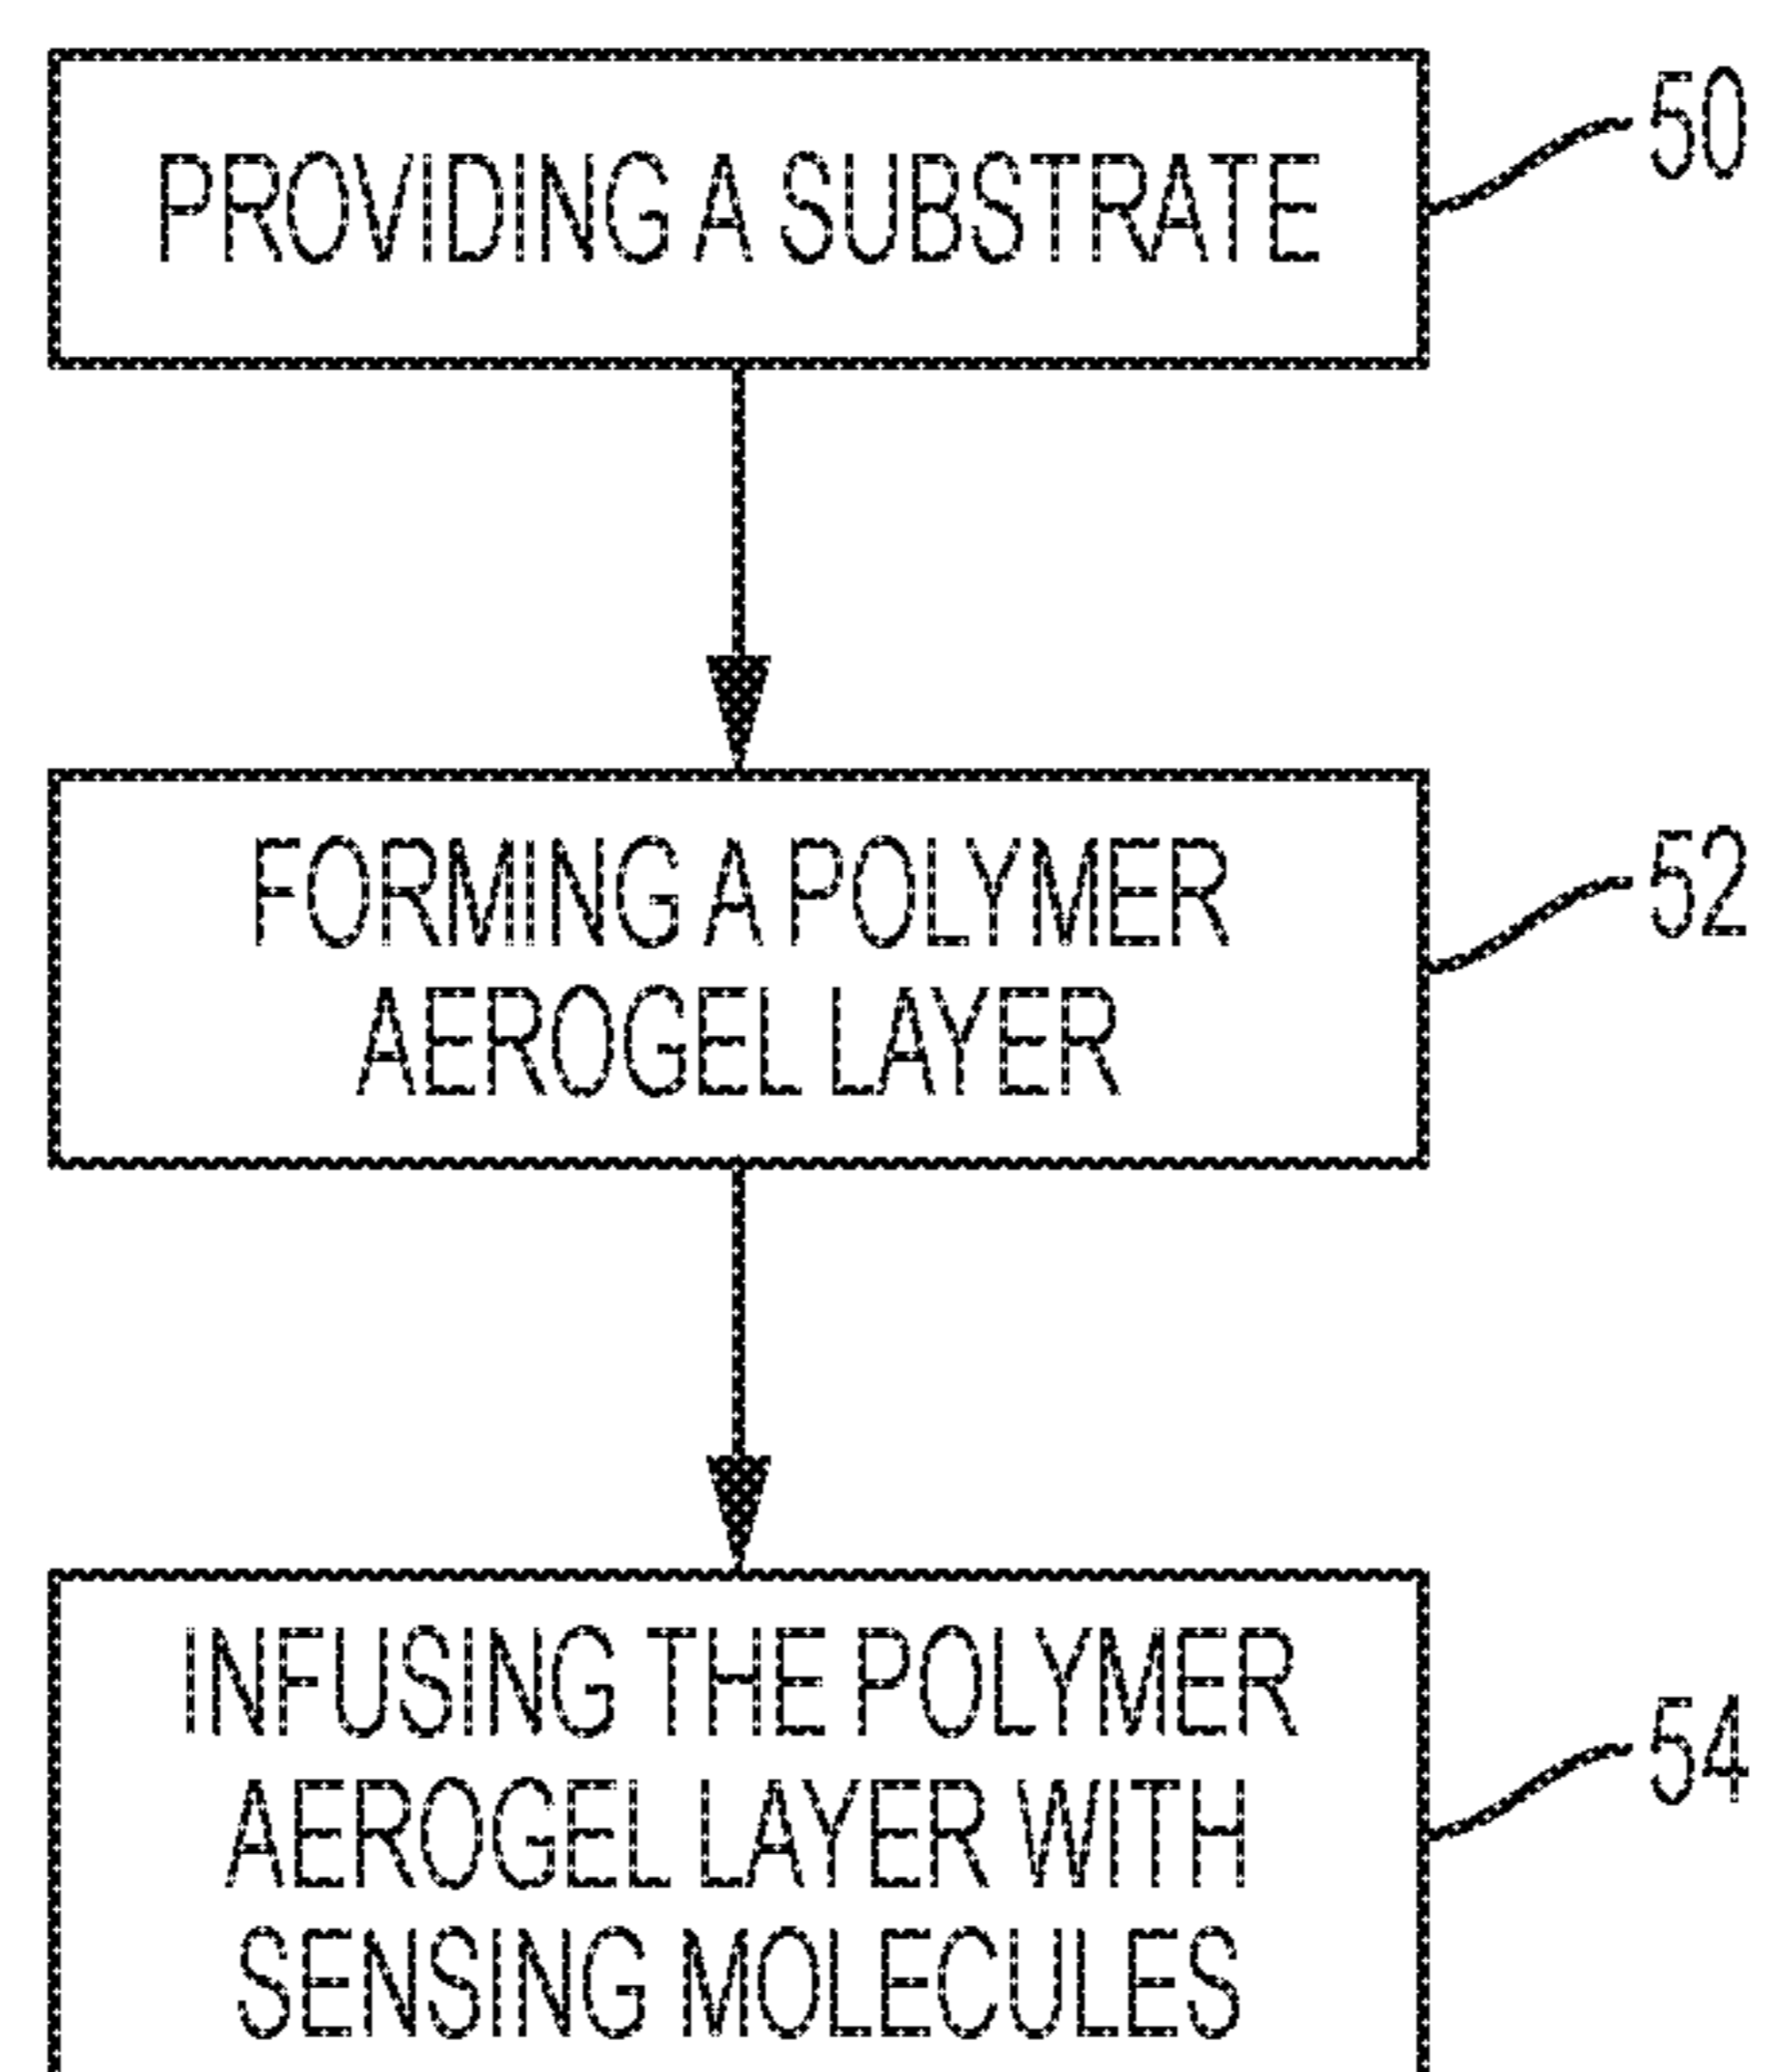 PROVIDING A SUBSTRATE
50
FORMING A POLYMER
AEROGEL LAYER
52
INFUSING THE POLYMER
AEROGEL LAYER WITH
SENSING MOLECULES
54